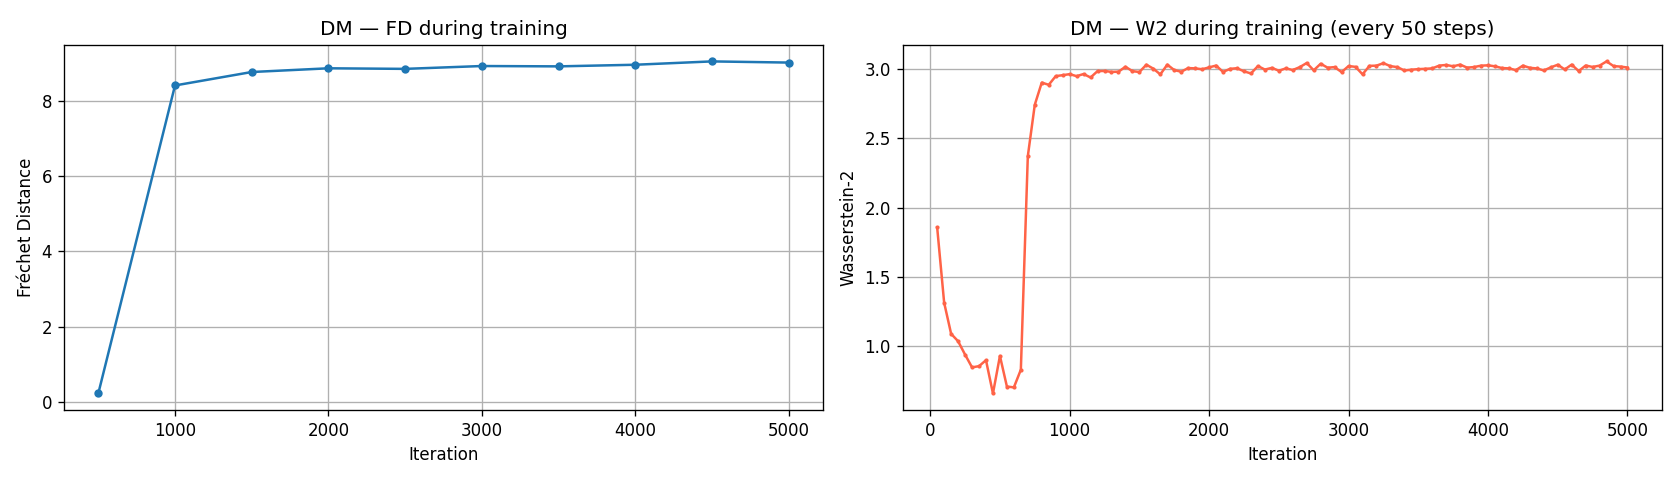 DM — FD during training
Fréchet Distance
8
6
4
2
0
1000 2000 3000 4000 5000
Iteration
DM — W2 during training (every 50 steps)
Wasserstein-2
3.0
2.5
2.0
1.5
1.0
0 1000 2000 3000 4000 5000
Iteration